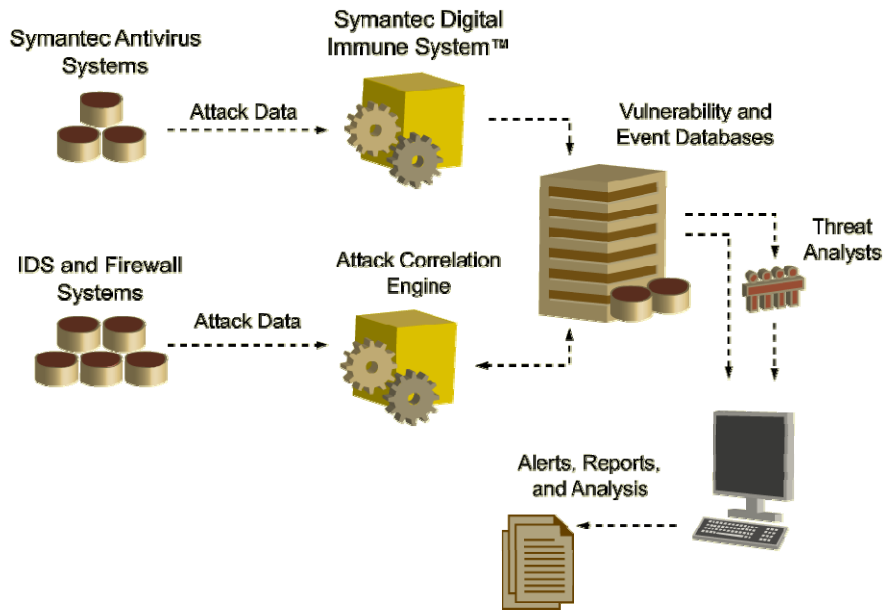 Symantec Antivirus
Systems
Attack Data
Symantec Digital
Immune System™
Vulnerability and
Event Databases
Threat
Analysts
IDS and Firewall
Systems
Attack Data
Attack Correlation
Engine
Alerts, Reports,
and Analysis